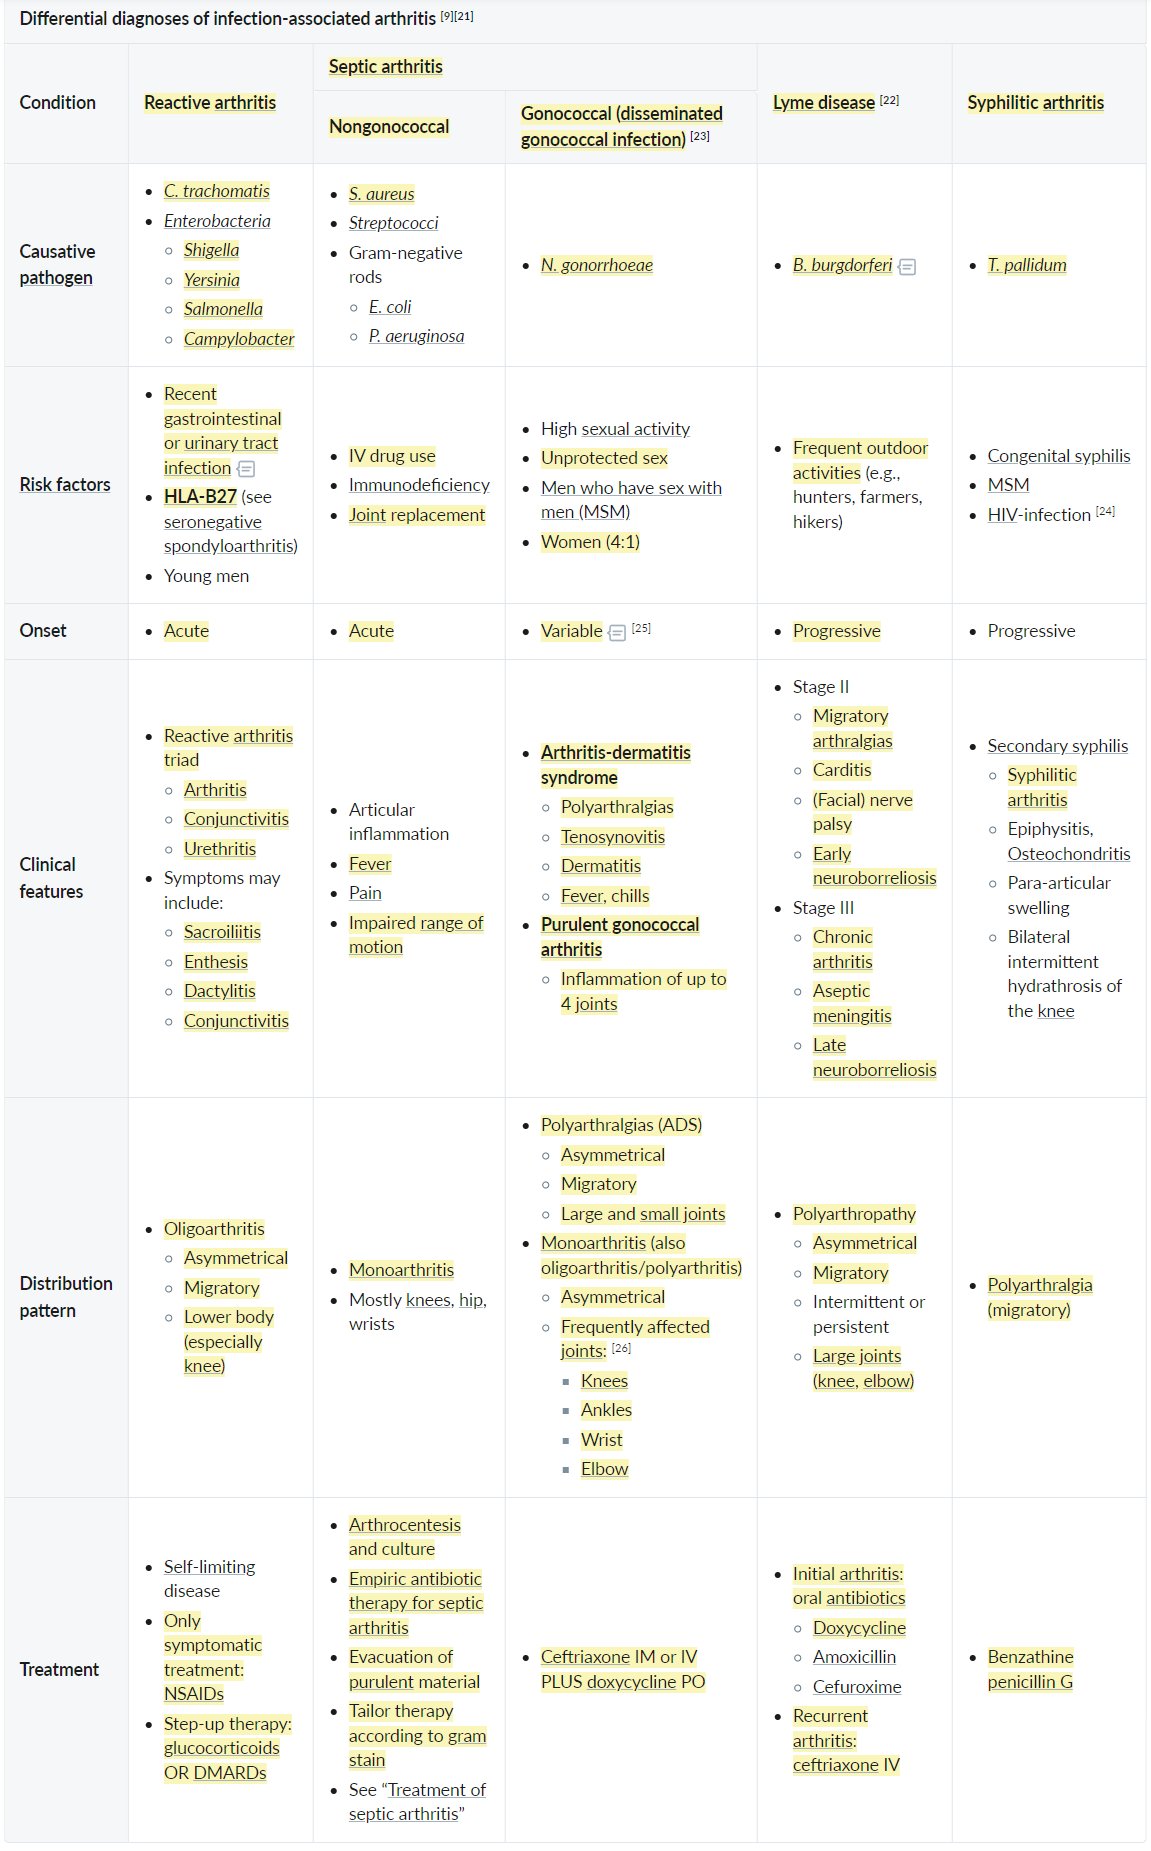 Differential diagnoses of infection-associated arthritis [9][21]
Condition
Reactive arthritis
Septic arthritis
Nongonococcal
Gonococcal (disseminated
gonococcal infection) [23]
Lyme disease [22]
Syphilitic arthritis
Causative
pathogen
C. trachomatis
Enterobacteria
Shigella
Yersinia
Salmonella
Campylobacter
S. aureus
Streptococci
Gram-negative
rods
E. coli
P. aeruginosa
N. gonorrhoeae
B. burgdorferi
T. pallidum
Risk factors
Recent
gastrointestinal
or urinary tract
infection
HLA-B27 (see
seronegative
spondyloarthritis)
Young men
IV drug use
Immunodeficiency
Joint replacement
High sexual activity
Unprotected sex
Men who have sex with
men (MSM)
Women (4:1)
Frequent outdoor
activities (e.g.,
hunters, farmers,
hikers)
Congenital syphilis
MSM
HIV-infection [24]
Onset
Acute
Acute
Variable [25]
Progressive
Progressive
Clinical
features
Reactive arthritis
triad
Arthritis
Conjunctivitis
Urethritis
Symptoms may
include:
Sacroiliitis
Enthesis
Dactylitis
Conjunctivitis
Articular
inflammation
Fever
Pain
Impaired range of
motion
Arthritis-dermatitis
syndrome
Polyarthralgias
Tenosynovitis
Dermatitis
Fever, chills
Purulent gonococcal
arthritis
Inflammation of up to
4 joints
Stage II
Migratory
arthralgias
Carditis
(Facial) nerve
palsy
Early
neuroborreliosis
Stage III
Chronic
arthritis
Aseptic
meningitis
Late
neuroborreliosis
Secondary syphilis
Syphilitic
arthritis
Epiphysitis,
Osteochondritis
Para-articular
swelling
Bilateral
intermittent
hydrathrosis of
the knee
Distribution
pattern
Oligoarthritis
Asymmetrical
Migratory
Lower body
(especially
knee)
Monoarthritis
Mostly knees, hip,
wrists
Polyarthralgias (ADS)
Asymmetrical
Migratory
Large and small joints
Monoarthritis (also
oligoarthritis/polyarthritis)
Asymmetrical
Frequently affected
joints: [26]
Knees
Ankles
Wrist
Elbow
Polyarthropathy
Asymmetrical
Migratory
Intermittent or
persistent
Large joints
(knee, elbow)
Polyarthralgia
(migratory)
Treatment
Self-limiting
disease
Only
symptomatic
treatment:
NSAIDs
Step-up therapy:
glucocorticoids
OR DMARDs
Arthrocentesis
and culture
Empiric antibiotic
therapy for septic
arthritis
Evacuation of
purulent material
Tailor therapy
according to gram
stain
See “Treatment of
septic arthritis”
Ceftriaxone IM or IV
PLUS doxycycline PO
Initial arthritis:
oral antibiotics
Doxycycline
Amoxicillin
Cefuroxime
Recurrent
arthritis:
ceftriaxone IV
Benzathine
penicillin G